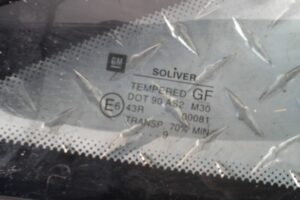 GM
SOLIVER
TEMPERED GF
DOT 90 AS2 M30
E6 43R 00081
TRANSP. 70% MIN
9